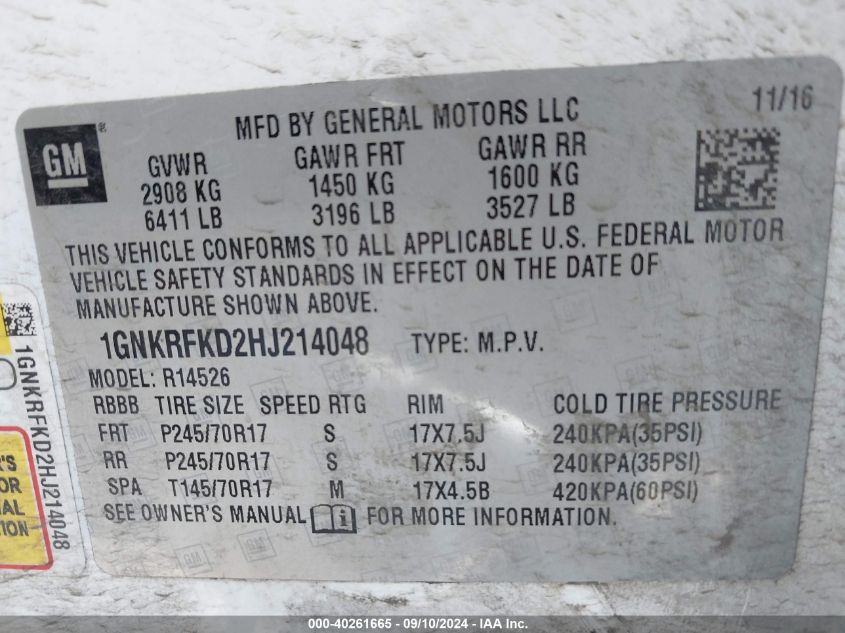 11/16
MFD BY GENERAL MOTORS LLC
GM ®
GVWR GAWR FRT GAWR RR
2908 KG 1450 KG 1600 KG
6411 LB 3196 LB 3527 LB
THIS VEHICLE CONFORMS TO ALL APPLICABLE U.S. FEDERAL MOTOR
VEHICLE SAFETY STANDARDS IN EFFECT ON THE DATE OF
MANUFACTURE SHOWN ABOVE.
1GNKRFKD2HJ214048 TYPE: M.P.V.
MODEL: R14526
RBBB TIRE SIZE SPEED RTG RIM COLD TIRE PRESSURE
FRT P245/70R17 S 17X7.5J 240KPA(35PSI)
RR P245/70R17 S 17X7.5J 240KPA(35PSI)
SPA T145/70R17 M 17X4.5B 420KPA(60PSI)
SEE OWNER'S MANUAL FOR MORE INFORMATION.
1GNKRFKD2HJ214048
000-40261665 - 09/10/2024 - Copyright IAA, Inc.